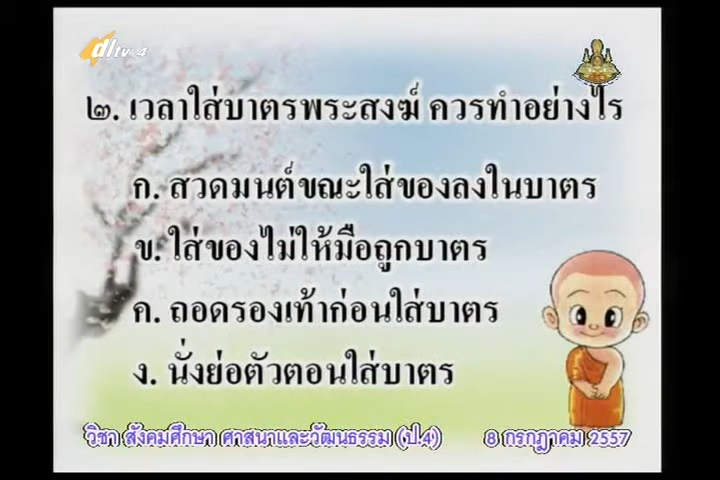 dltv 4
๒. เวลาใส่บาตรพระสงฆ์ ควรทำอย่างไร
ก. สวดมนต์ขณะใส่ของลงในบาตร
ข. ใส่ของไม่ให้มือถูกบาตร
ค. ถอดรองเท้าก่อนใส่บาตร
ง. นั่งย่อตัวตอนใส่บาตร
วิชา สังคมศึกษา ศาสนาและวัฒนธรรม (ป.4) 8 กรกฎาคม 2557